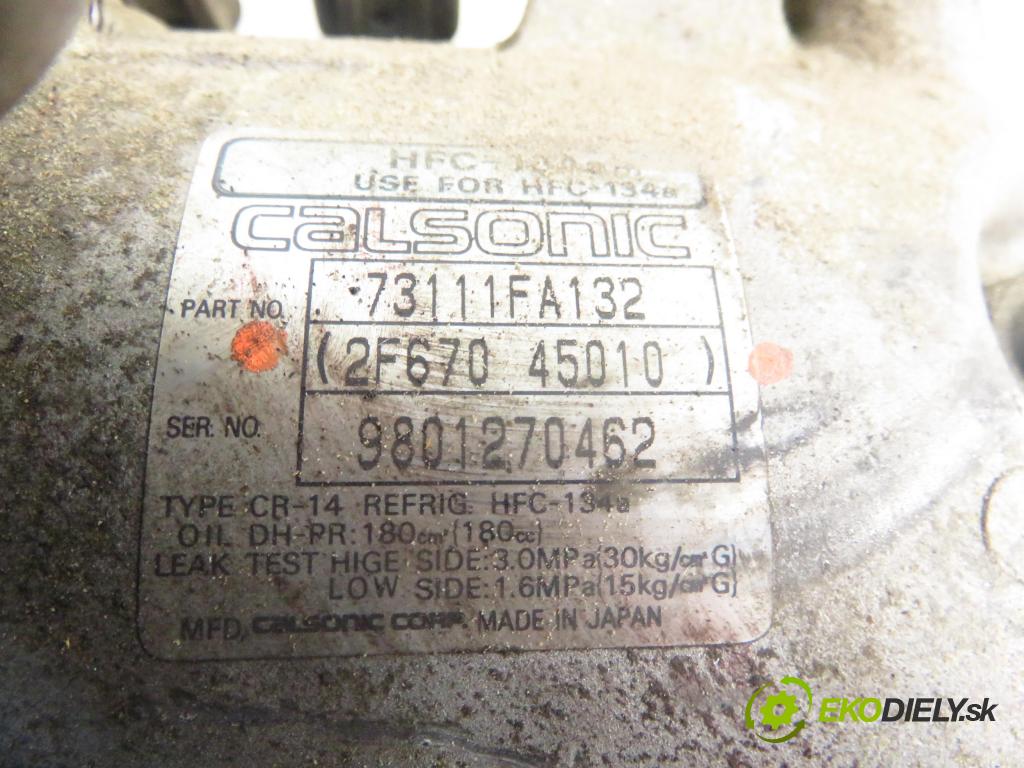 USE FOR HFC-134a
CALSONIC
PART NO. 73111FA132
(2F670 45010 )
SER. NO. 9801270462
TYPE CR-14 REFRIG. HFC-134a
OIL DH-PR: 180cm³(180cc)
LEAK TEST HIGE SIDE: 3.0MPa(30kg/cm²G)
LOW SIDE: 1.6MPa(15kg/cm²G)
MFD, CALSONIC CORP. MADE IN JAPAN
EKODIELY.sk